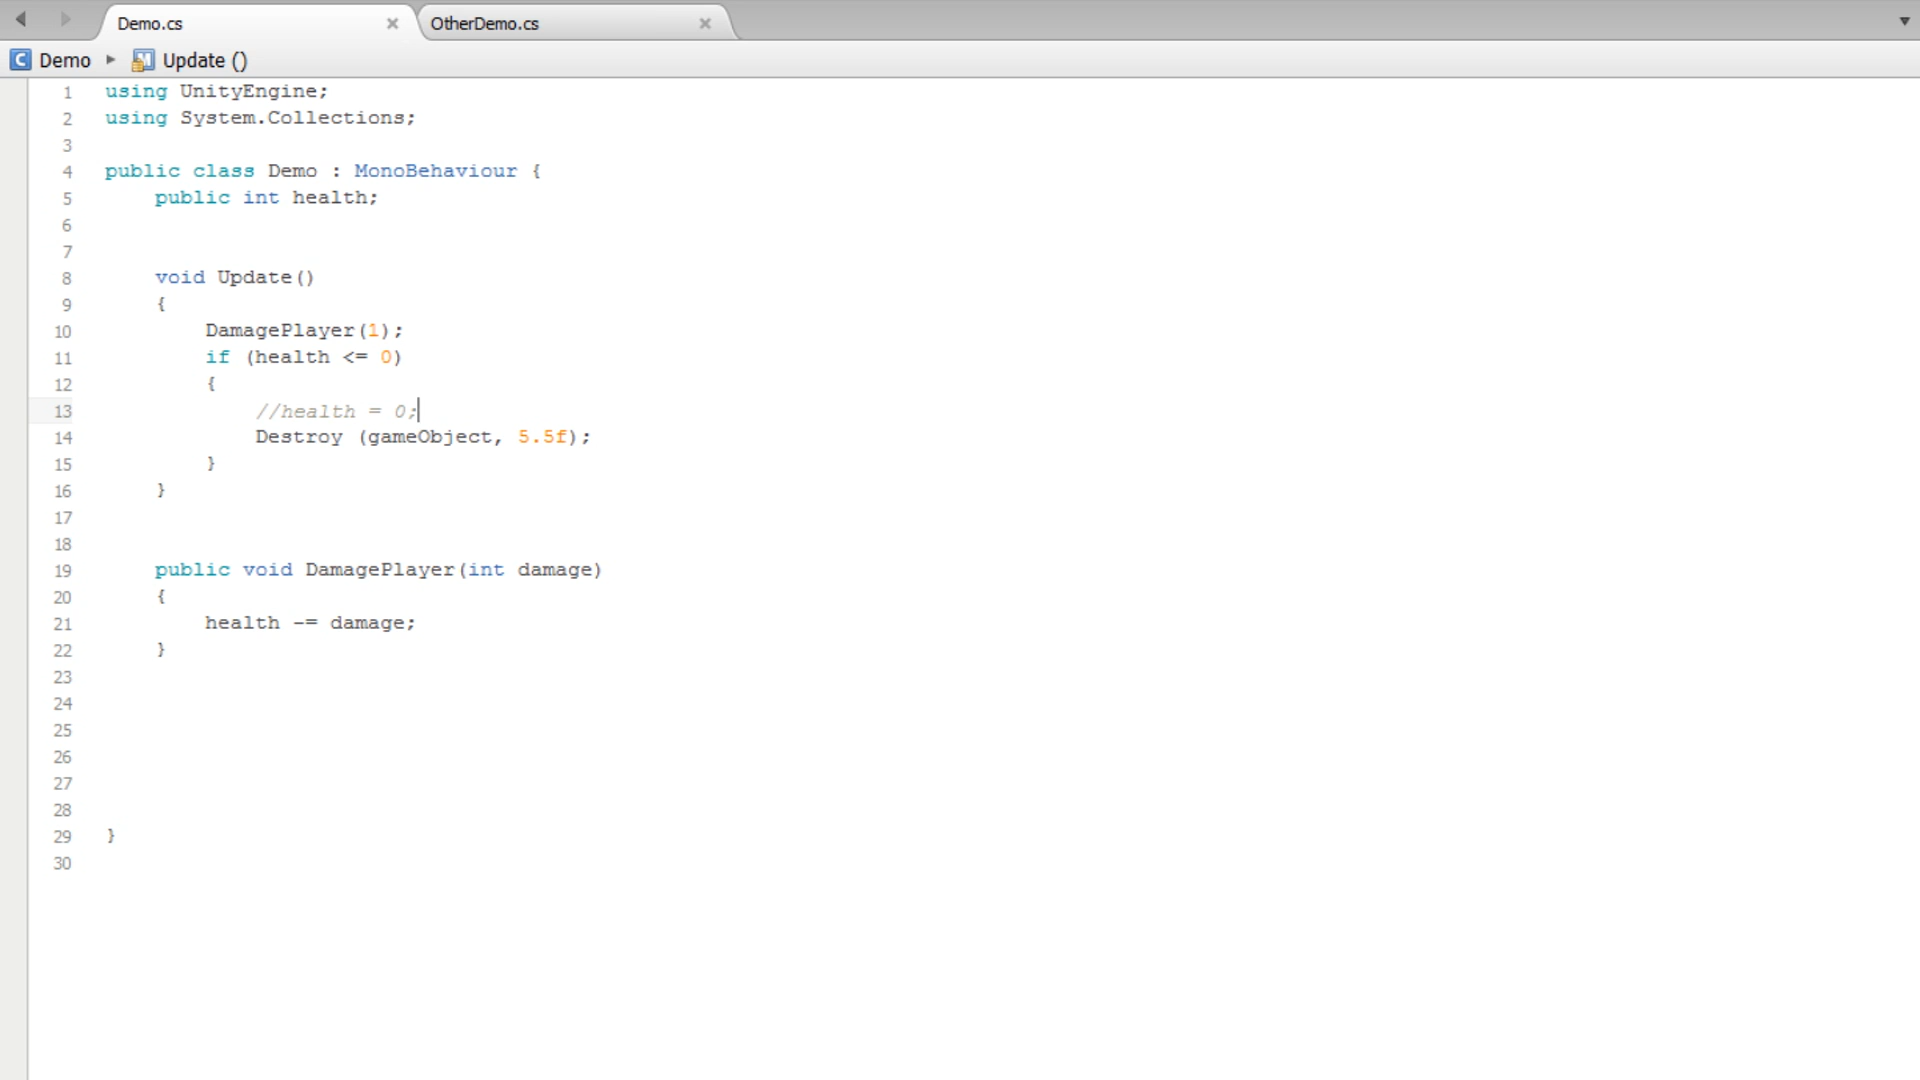 Demo.cs × OtherDemo.cs ×
C Demo ▸ M Update ()
1 using UnityEngine;
2 using System.Collections;
3
4 public class Demo : MonoBehaviour {
5 public int health;
6
7
8 void Update()
9 {
10 DamagePlayer(1);
11 if (health <= 0)
12 {
13 //health = 0;
14 Destroy (gameObject, 5.5f);
15 }
16 }
17
18
19 public void DamagePlayer(int damage)
20 {
21 health -= damage;
22 }
23
24
25
26
27
28
29 }
30